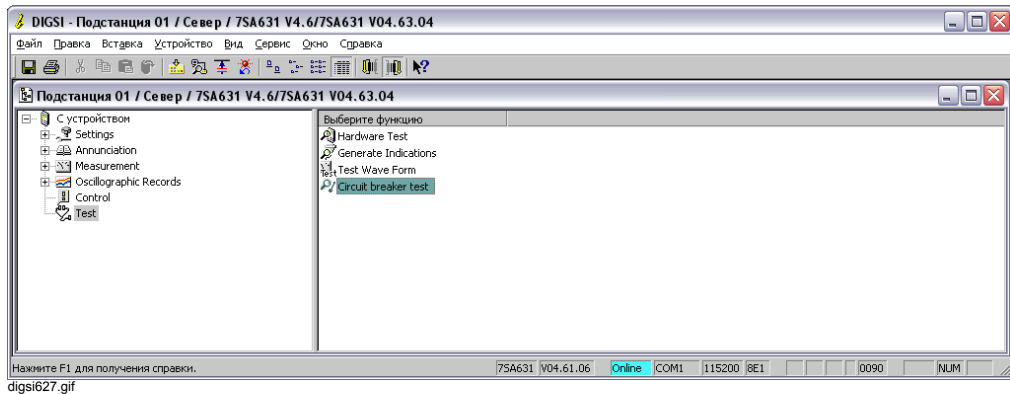 DIGSI - Подстанция 01 / Север / 7SA631 V4.6/7SA631 V04.63.04
Файл Правка Вставка Устройство Вид Сервис Окно Справка
Подстанция 01 / Север / 7SA631 V4.6/7SA631 V04.63.04
С устройством
Settings
Annunciation
Measurement
Oscillographic Records
Control
Test
Выберите функцию
Hardware Test
Generate Indications
Test Wave Form
Circuit breaker test
Нажмите F1 для получения справки.
7SA631 V04.61.06 Online COM1 115200 8E1 0090 NUM
digsi627.gif